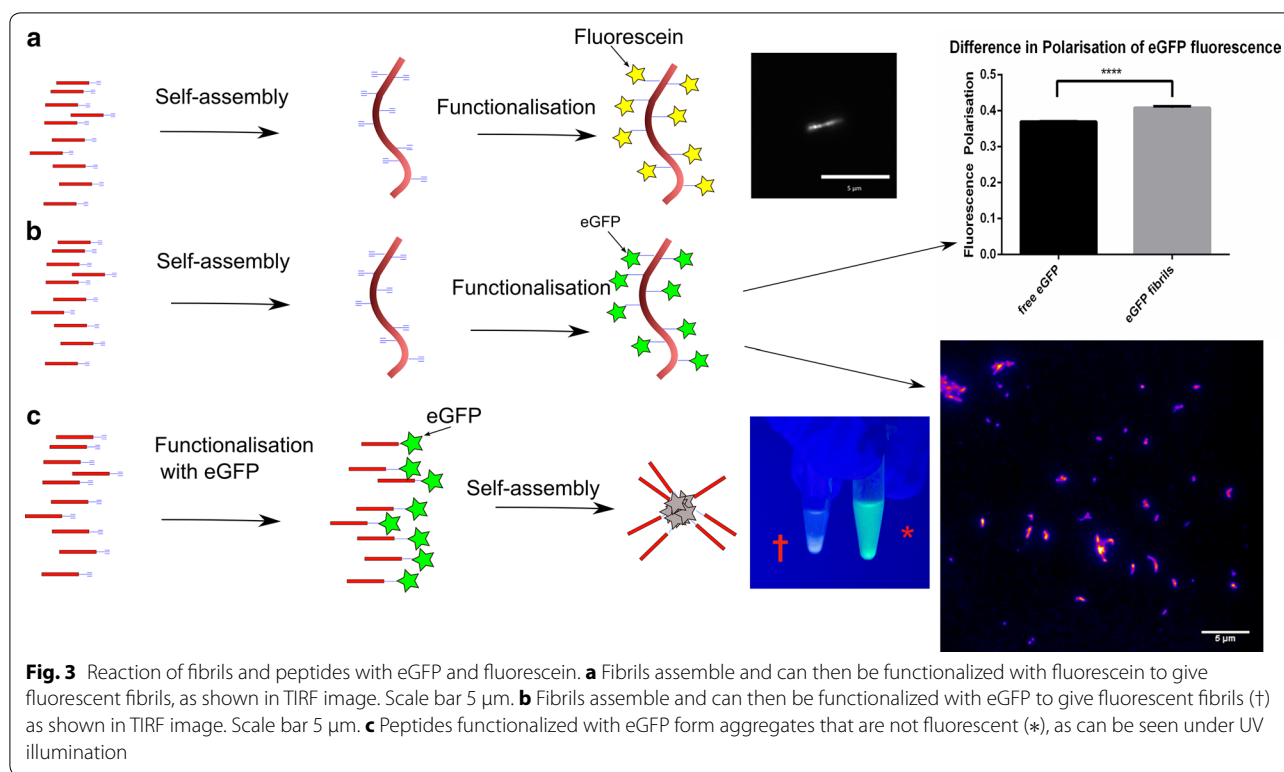 a
Self-assembly
Functionalisation
Fluorescein
5 µm
Difference in Polarisation of eGFP fluorescence
Fluorescence Polarisation
0.5
0.4
0.3
0.2
0.1
0.0
****
free eGFP
eGFP fibrils
b
Self-assembly
Functionalisation
eGFP
5 µm
c
Functionalisation
with eGFP
eGFP
Self-assembly
†
*
Fig. 3 Reaction of fibrils and peptides with eGFP and fluorescein. a Fibrils assemble and can then be functionalized with fluorescein to give
fluorescent fibrils, as shown in TIRF image. Scale bar 5 µm. b Fibrils assemble and can then be functionalized with eGFP to give fluorescent fibrils (†)
as shown in TIRF image. Scale bar 5 µm. c Peptides functionalized with eGFP form aggregates that are not fluorescent (*), as can be seen under UV
illumination